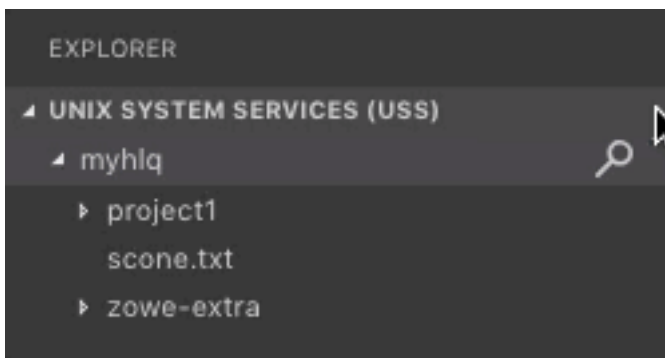 EXPLORER
UNIX SYSTEM SERVICES (USS)
myhlq
project1
scone.txt
zowe-extra